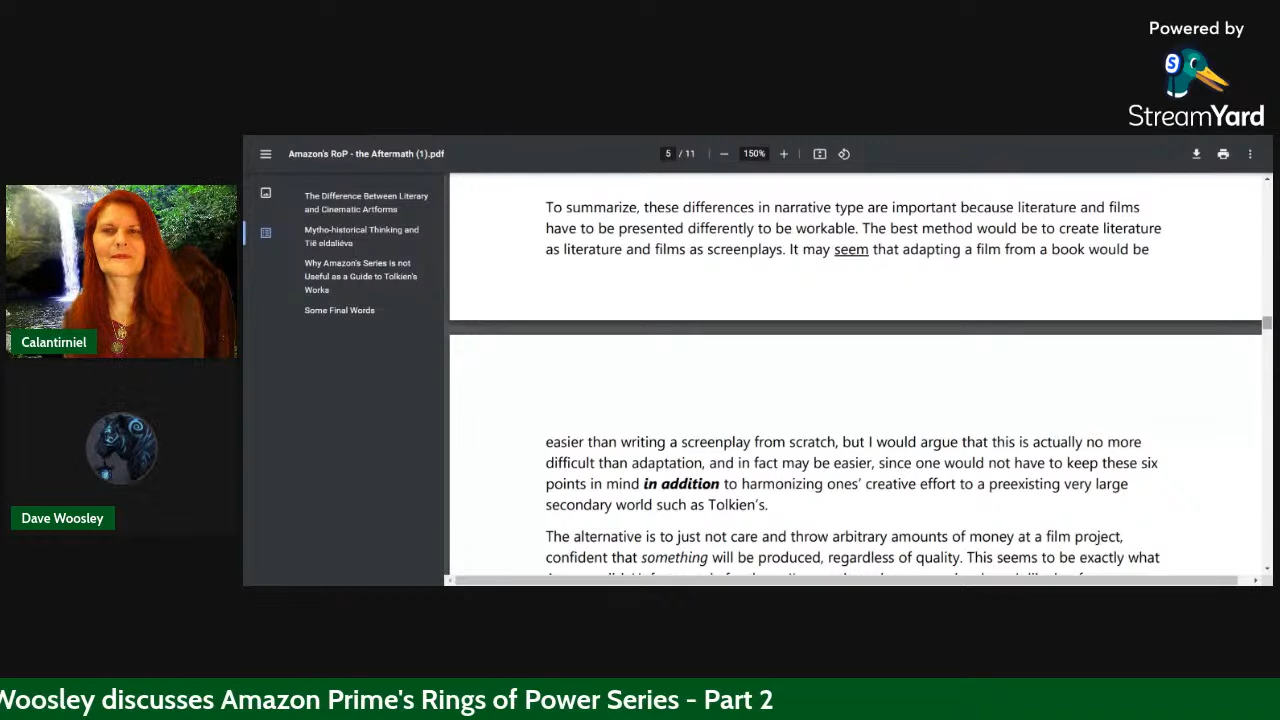 Powered by
StreamYard
Amazon's RoP - the Aftermath (1).pdf
5 / 11
150%
The Difference Between Literary
and Cinematic Artforms
Mytho-historical Thinking and
Tië eldaliéva
Why Amazon's Series is not
Useful as a Guide to Tolkien's
Works
Some Final Words
To summarize, these differences in narrative type are important because literature and films
have to be presented differently to be workable. The best method would be to create literature
as literature and films as screenplays. It may seem that adapting a film from a book would be
easier than writing a screenplay from scratch, but I would argue that this is actually no more
difficult than adaptation, and in fact may be easier, since one would not have to keep these six
points in mind in addition to harmonizing ones' creative effort to a preexisting very large
secondary world such as Tolkien's.
The alternative is to just not care and throw arbitrary amounts of money at a film project,
confident that something will be produced, regardless of quality. This seems to be exactly what
Calantirniel
Dave Woosley
Woosley discusses Amazon Prime's Rings of Power Series - Part 2